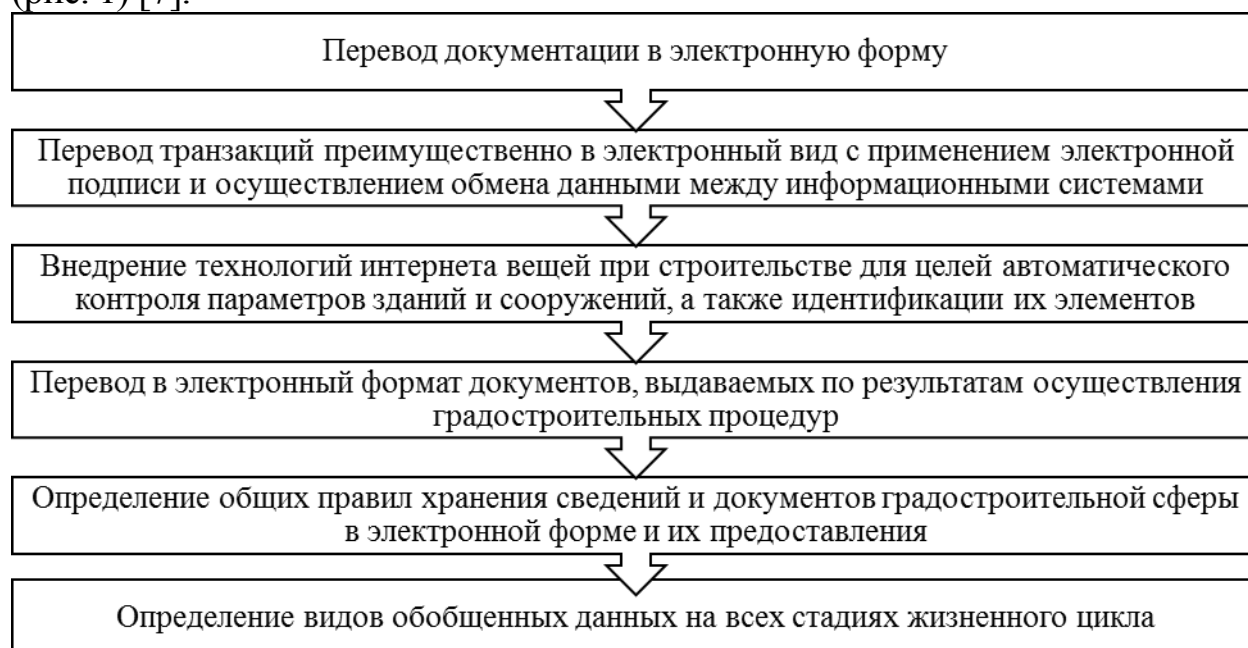 (рис. 1) [7].
Перевод документации в электронную форму
Перевод транзакций преимущественно в электронный вид с применением электронной
подписи и осуществлением обмена данными между информационными системами
Внедрение технологий интернета вещей при строительстве для целей автоматического
контроля параметров зданий и сооружений, а также идентификации их элементов
Перевод в электронный формат документов, выдаваемых по результатам осуществления
градостроительных процедур
Определение общих правил хранения сведений и документов градостроительной сферы
в электронной форме и их предоставления
Определение видов обобщенных данных на всех стадиях жизненного цикла